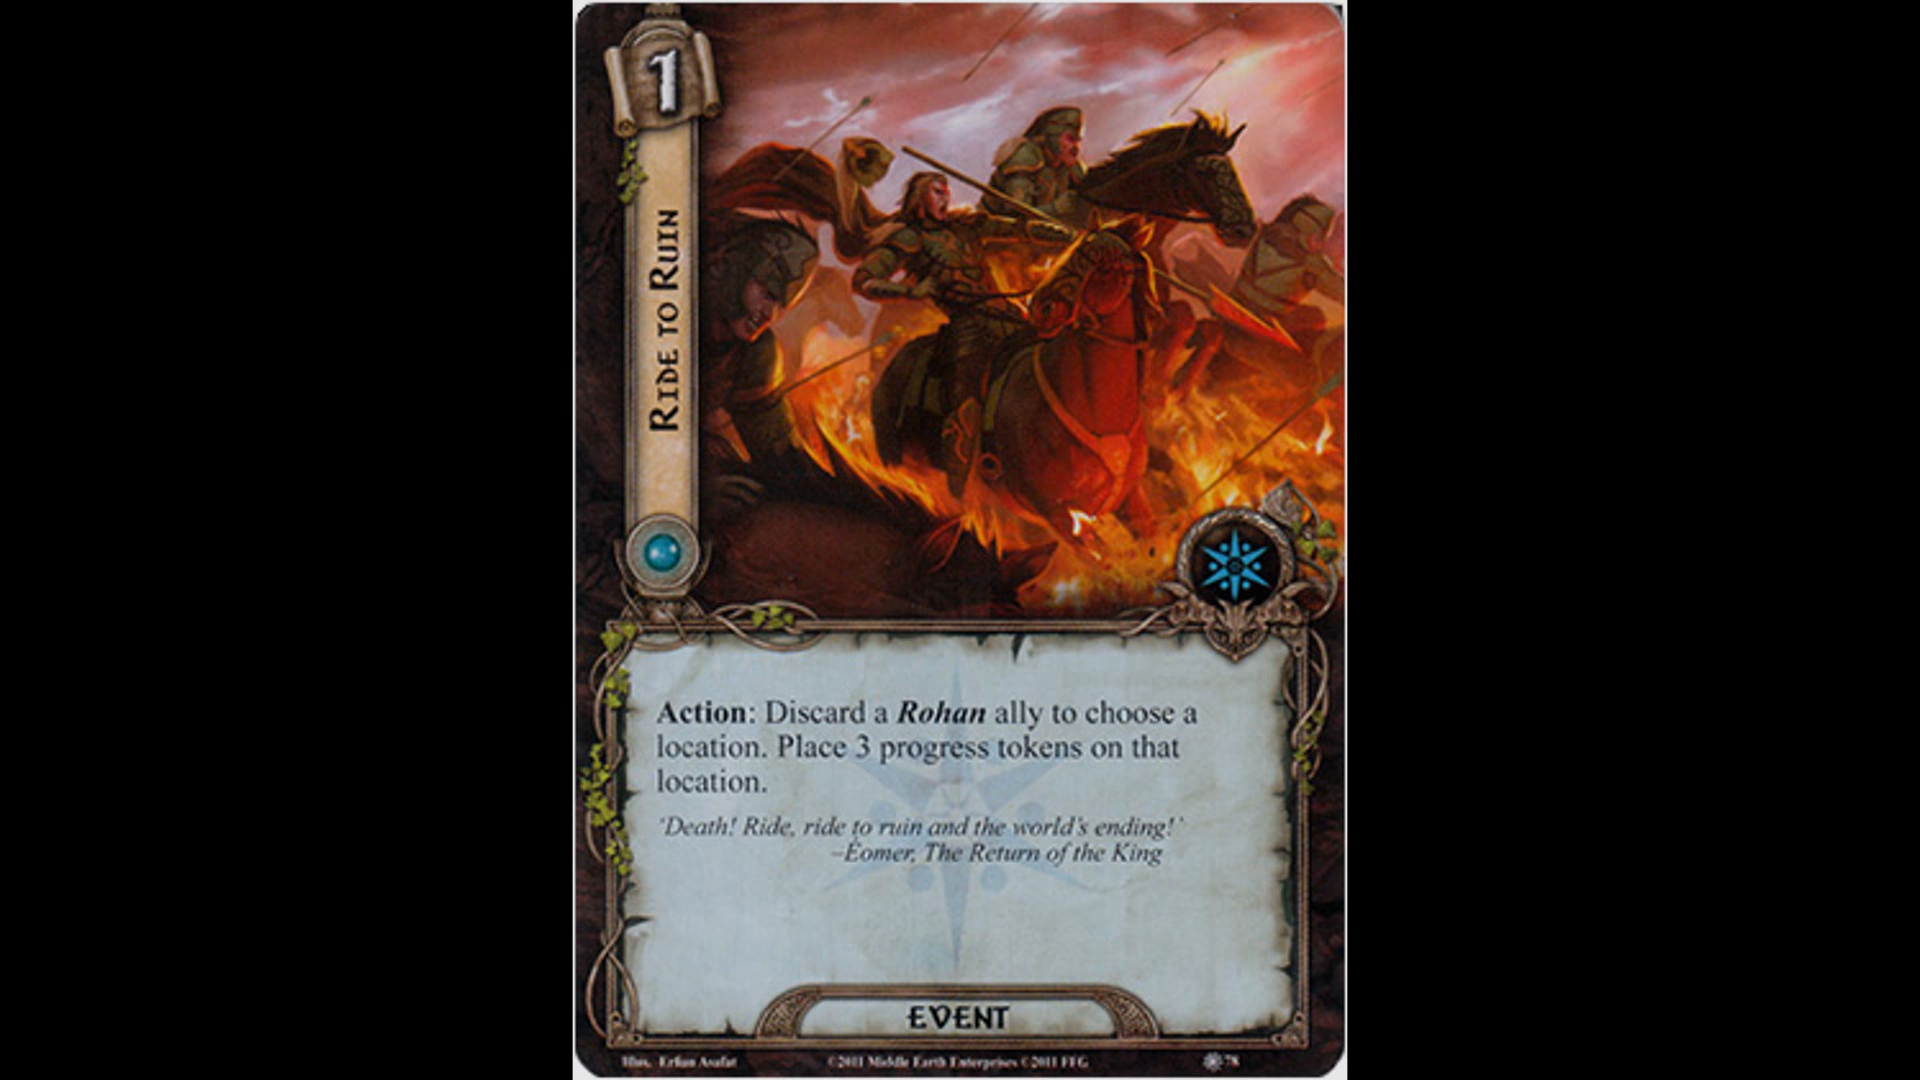 1
RIDE TO RUIN
Action: Discard a Rohan ally to choose a
location. Place 3 progress tokens on that
location.
'Death! Ride, ride to ruin and the world's ending!'
–Éomer, The Return of the King
EVENT
Illus. Erfian Asafat
©2011 Middle Earth Enterprises ©2011 FFG
78